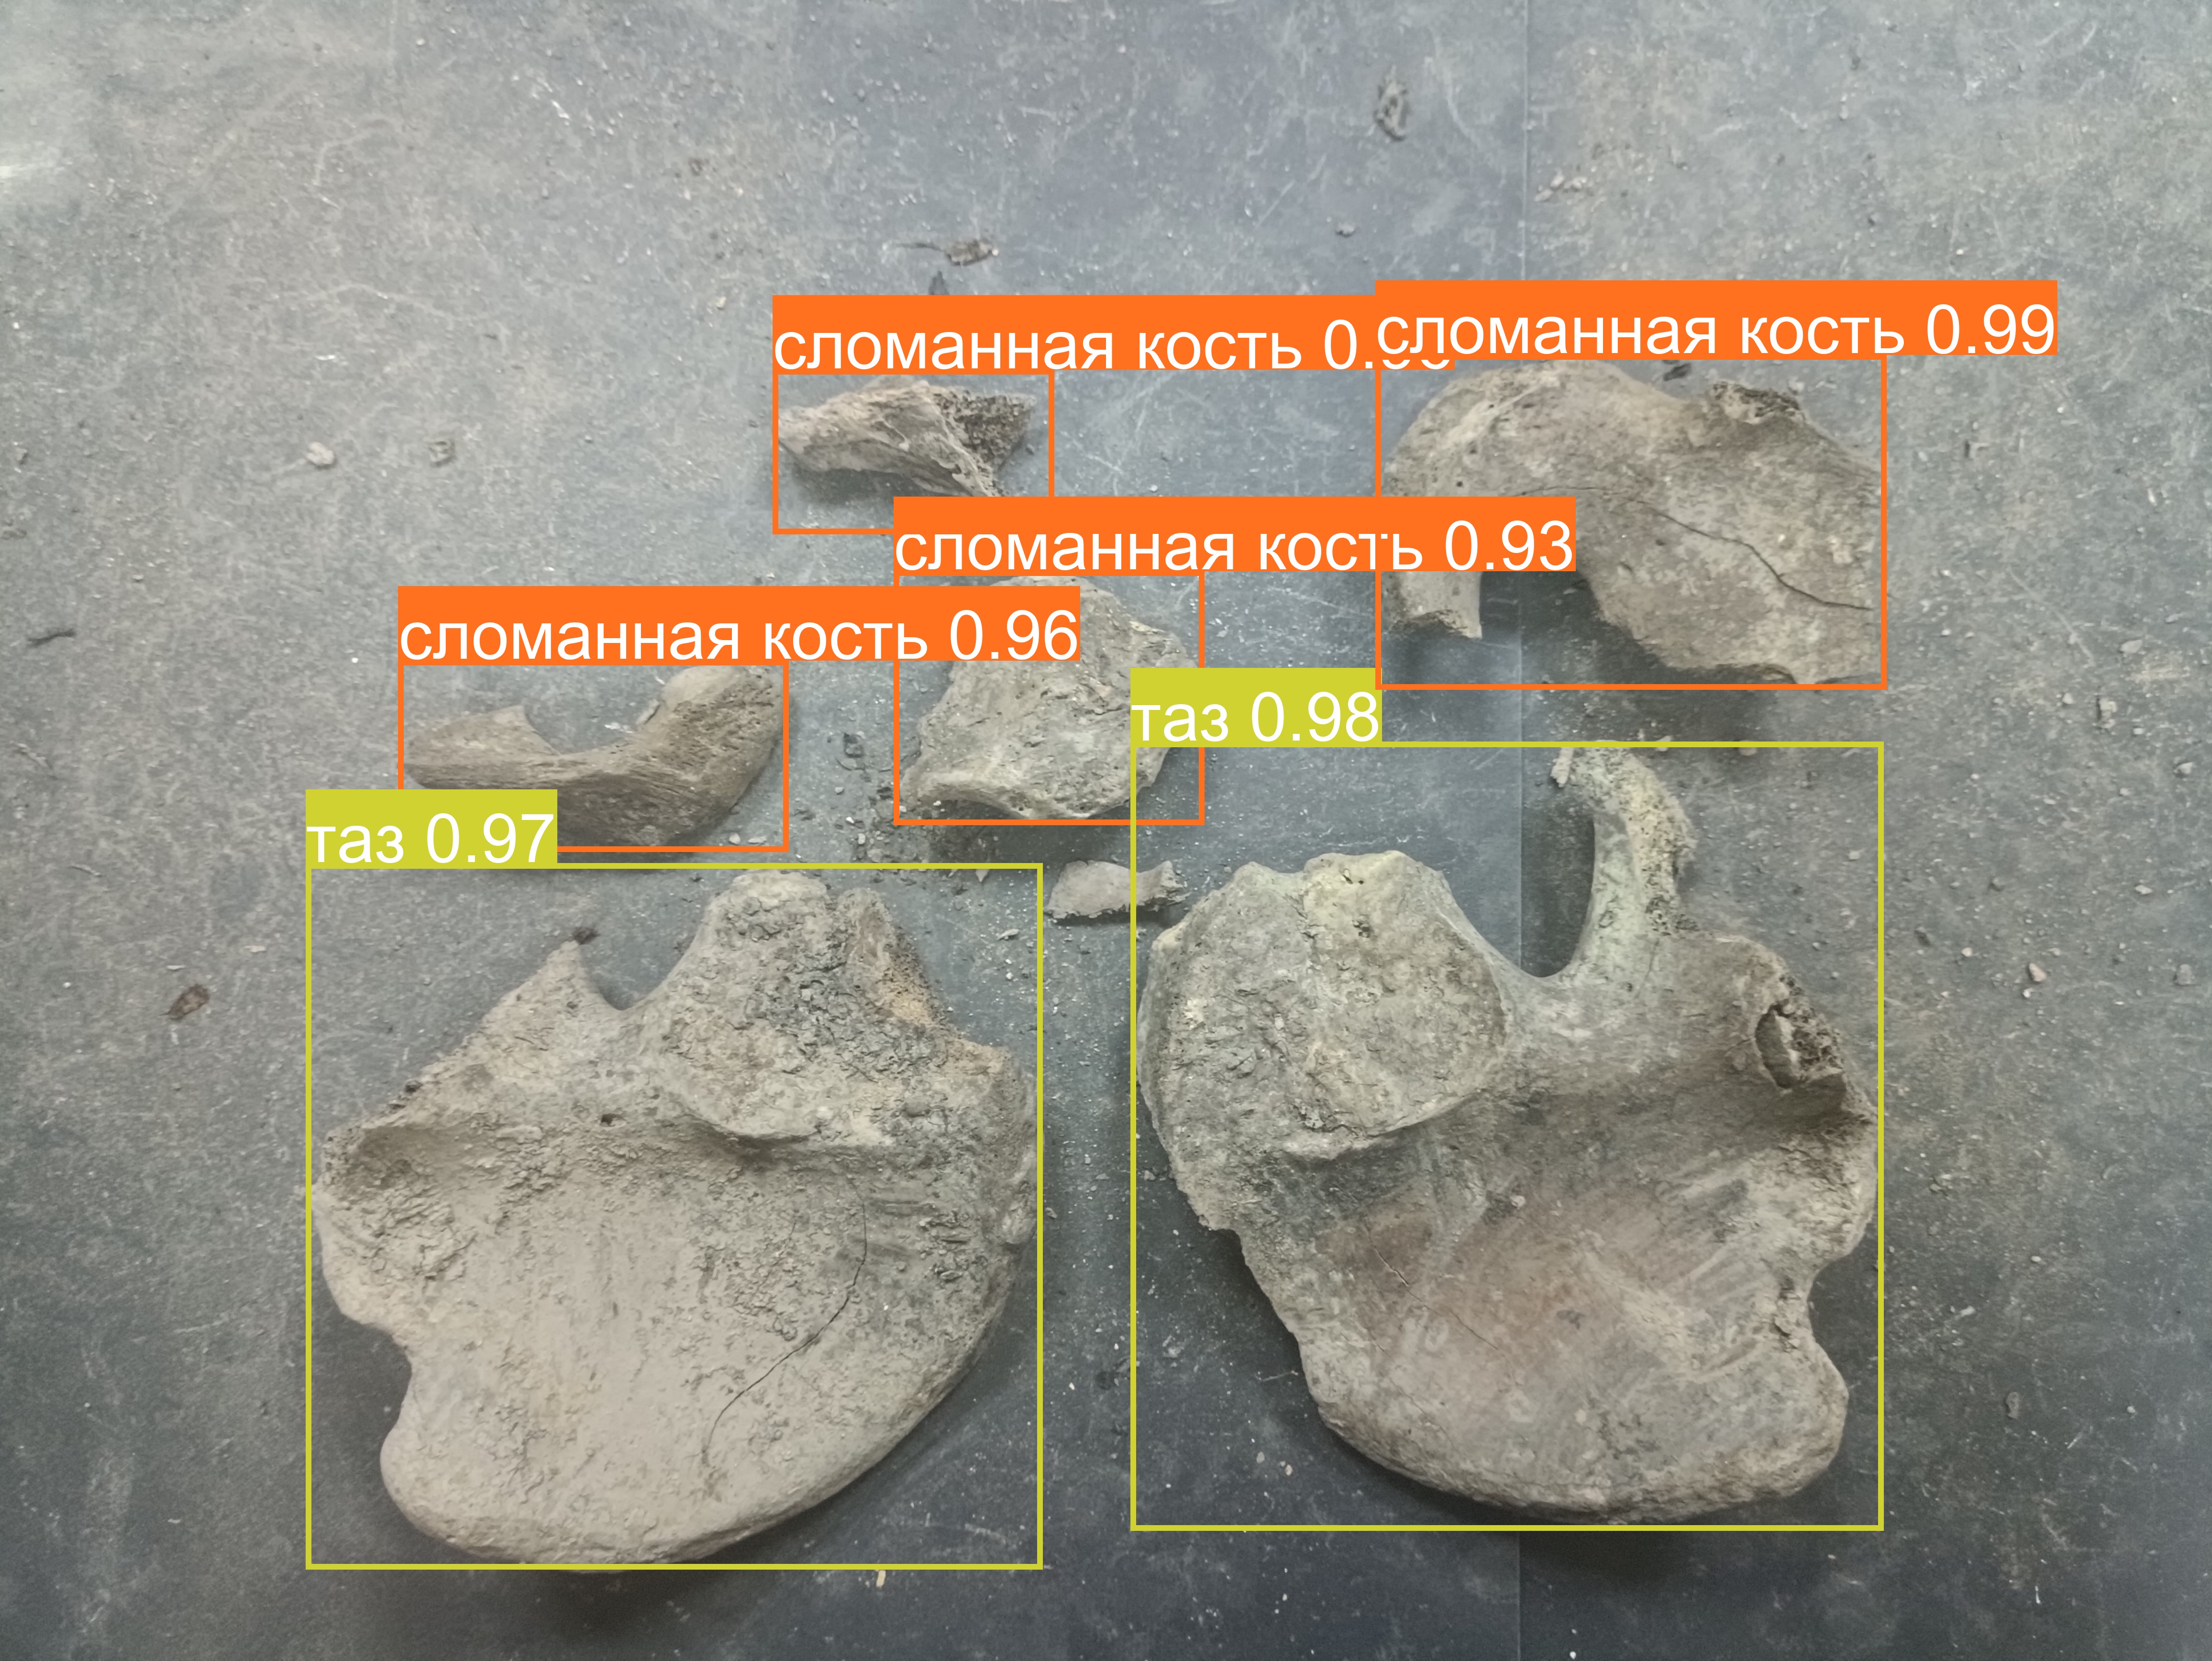 сломанная кость
сломанная кость 0.99
сломанная кость 0.93
сломанная кость 0.96
таз 0.98
таз 0.97